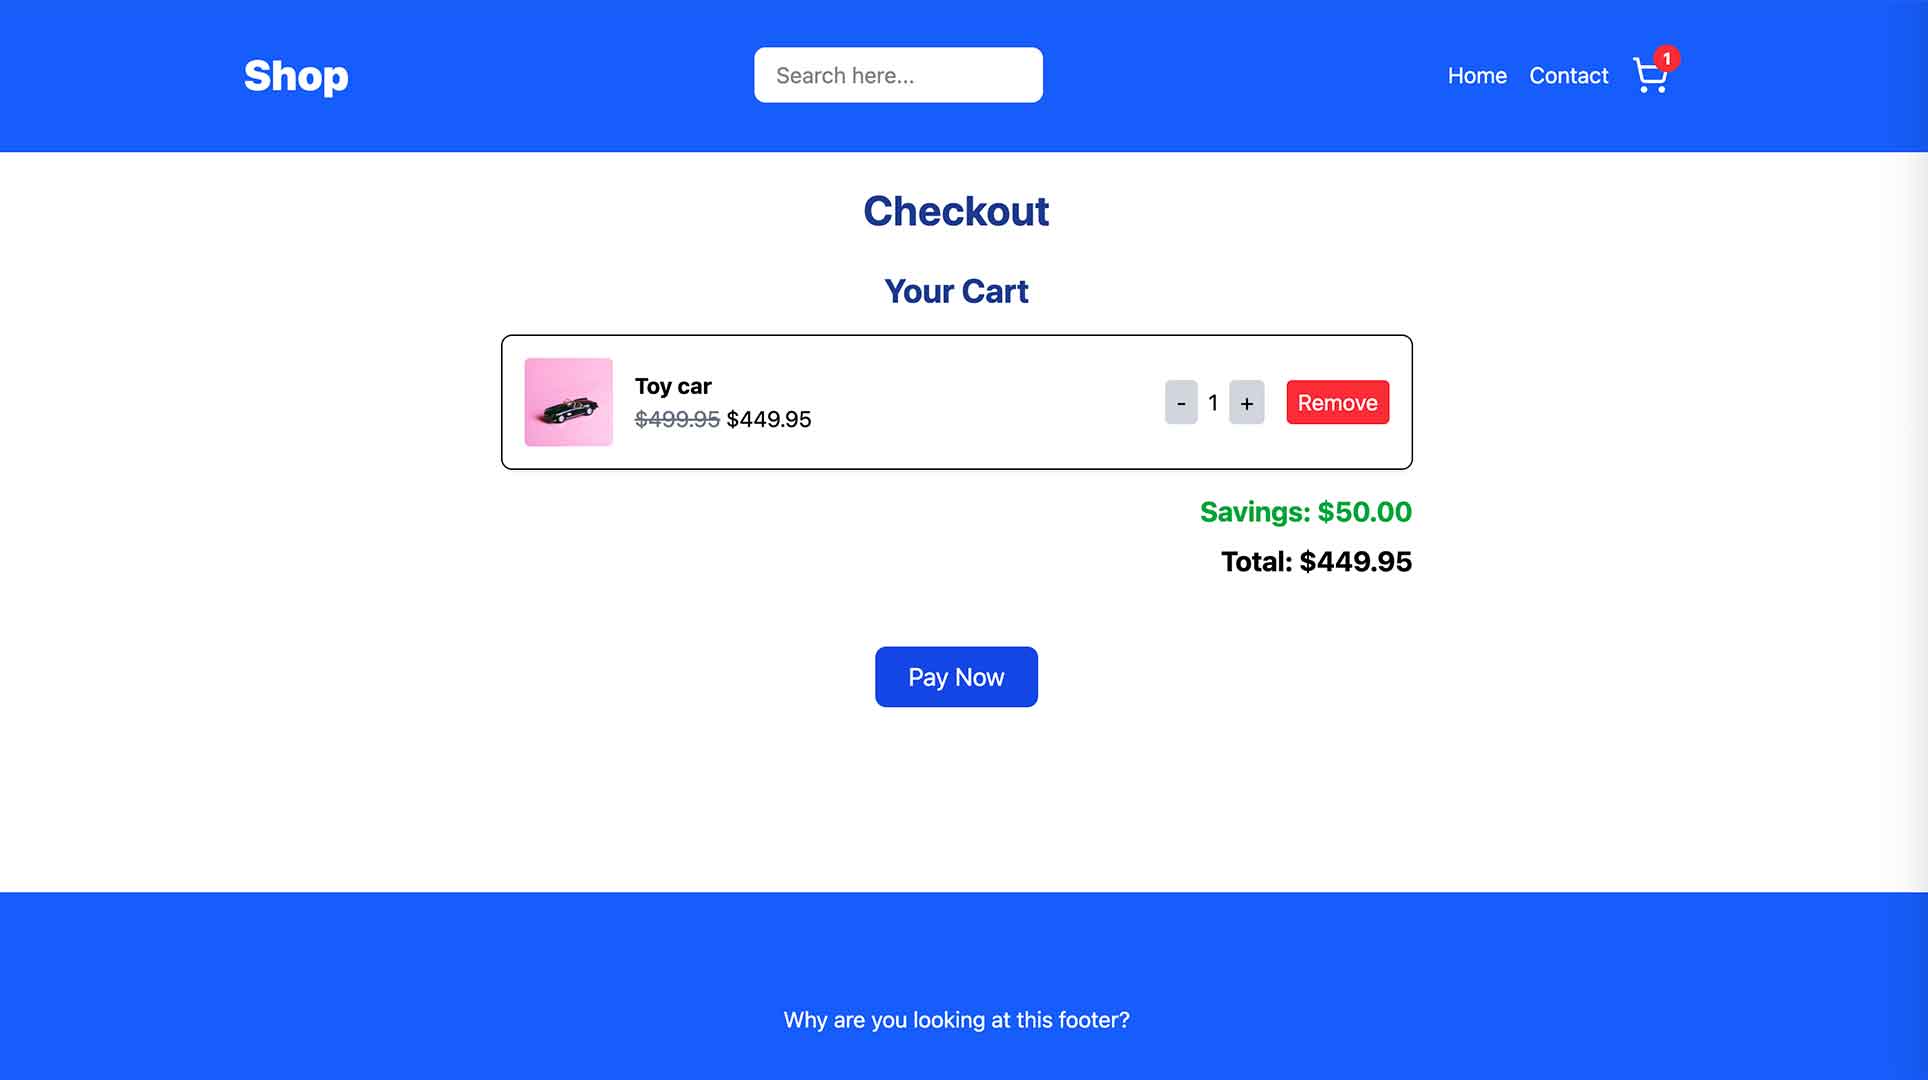 Shop
Search here...
Home
Contact
1
Checkout
Your Cart
Toy car
$499.95 $449.95
- 1 +
Remove
Savings: $50.00
Total: $449.95
Pay Now
Why are you looking at this footer?